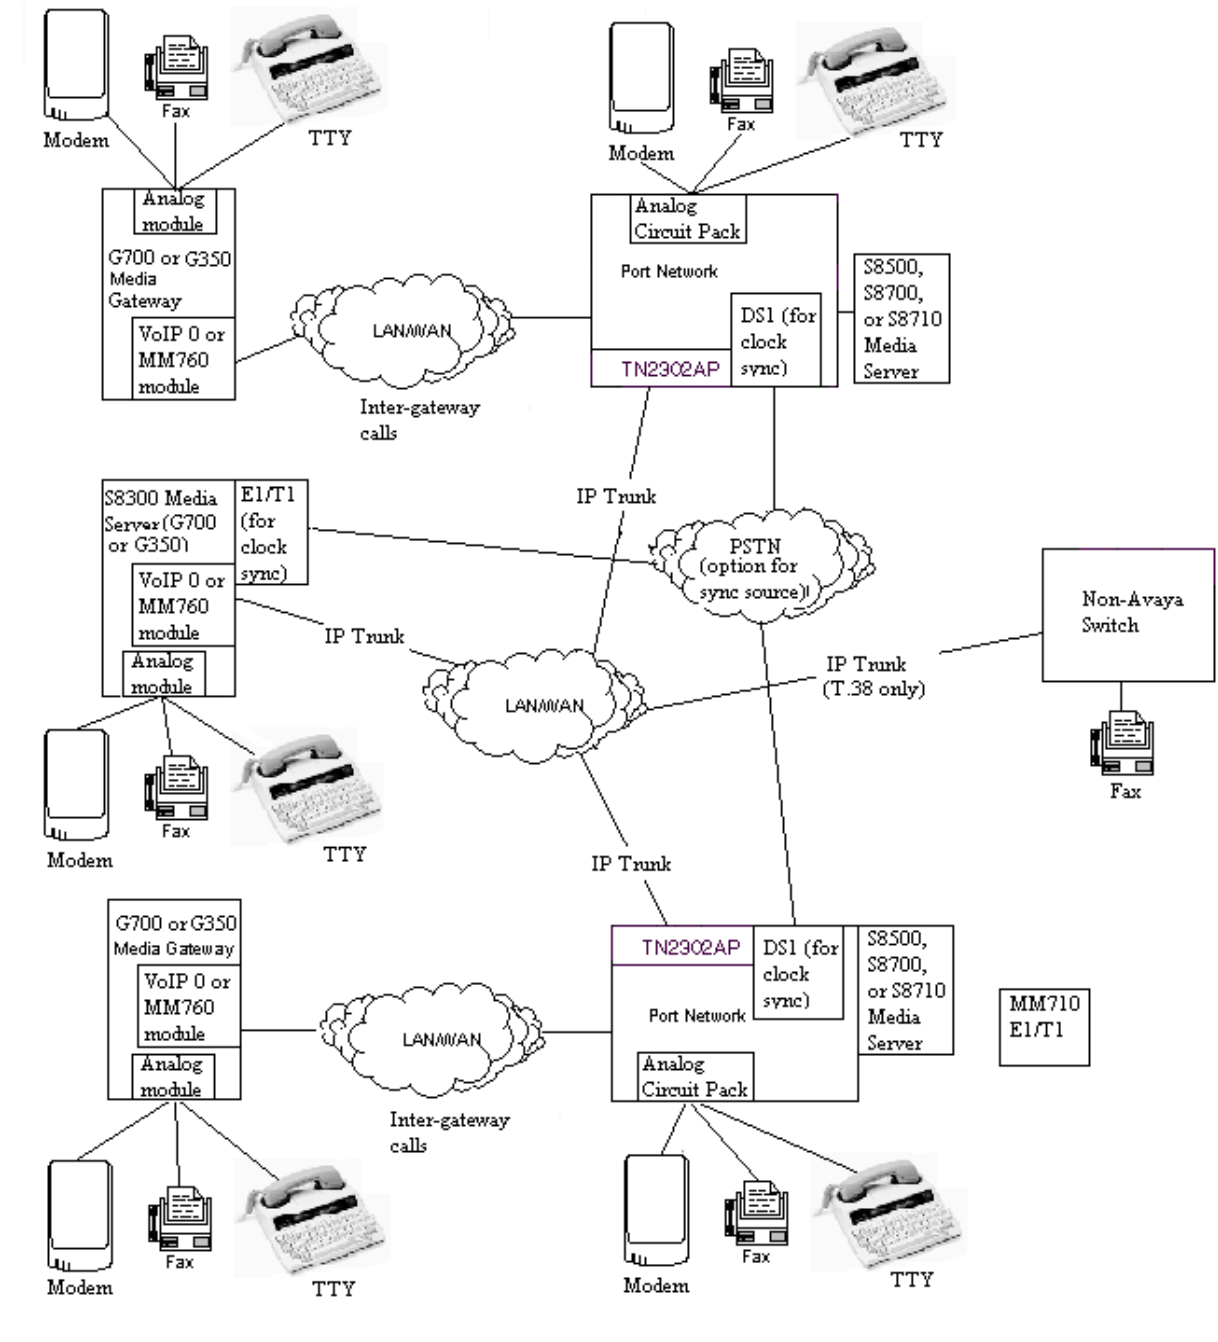 Modem
Fax
TTY
Modem
Fax
TTY
Analog
module
G700 or G350
Media
Gateway
VoIP 0 or
MM760
module
LAN/WAN
Inter-gateway
calls
Analog
Circuit Pack
Port Network
DS1 (for
clock
sync)
TN2302AP
S8500,
S8700,
or S8710
Media
Server
S8300 Media
Server(G700
or G350)
E1/T1
(for
clock
sync)
VoIP 0 or
MM760
module
Analog
module
IP Trunk
IP Trunk
PSTN
(option for
sync source)
LAN/WAN
IP Trunk
(T.38 only)
Non-Avaya
Switch
Fax
Modem
Fax
TTY
IP Trunk
G700 or G350
Media Gateway
VoIP 0 or
MM760
module
Analog
module
LAN/WAN
Inter-gateway
calls
TN2302AP
DS1 (for
clock
sync)
Port Network
Analog
Circuit Pack
S8500,
S8700,
or S8710
Media
Server
MM710
E1/T1
Modem
Fax
TTY
Modem
Fax
TTY